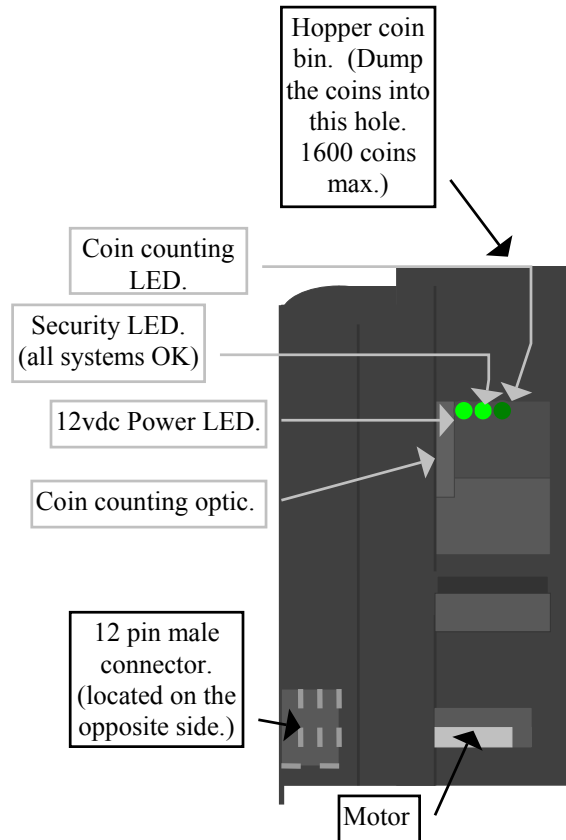 Hopper coin
bin.  (Dump
the coins into
this hole.
1600 coins
max.)
Coin counting
LED.
Security LED.
(all systems OK)
12vdc Power LED.
Coin counting optic.
12 pin male
connector.
(located on the
opposite side.)
Motor